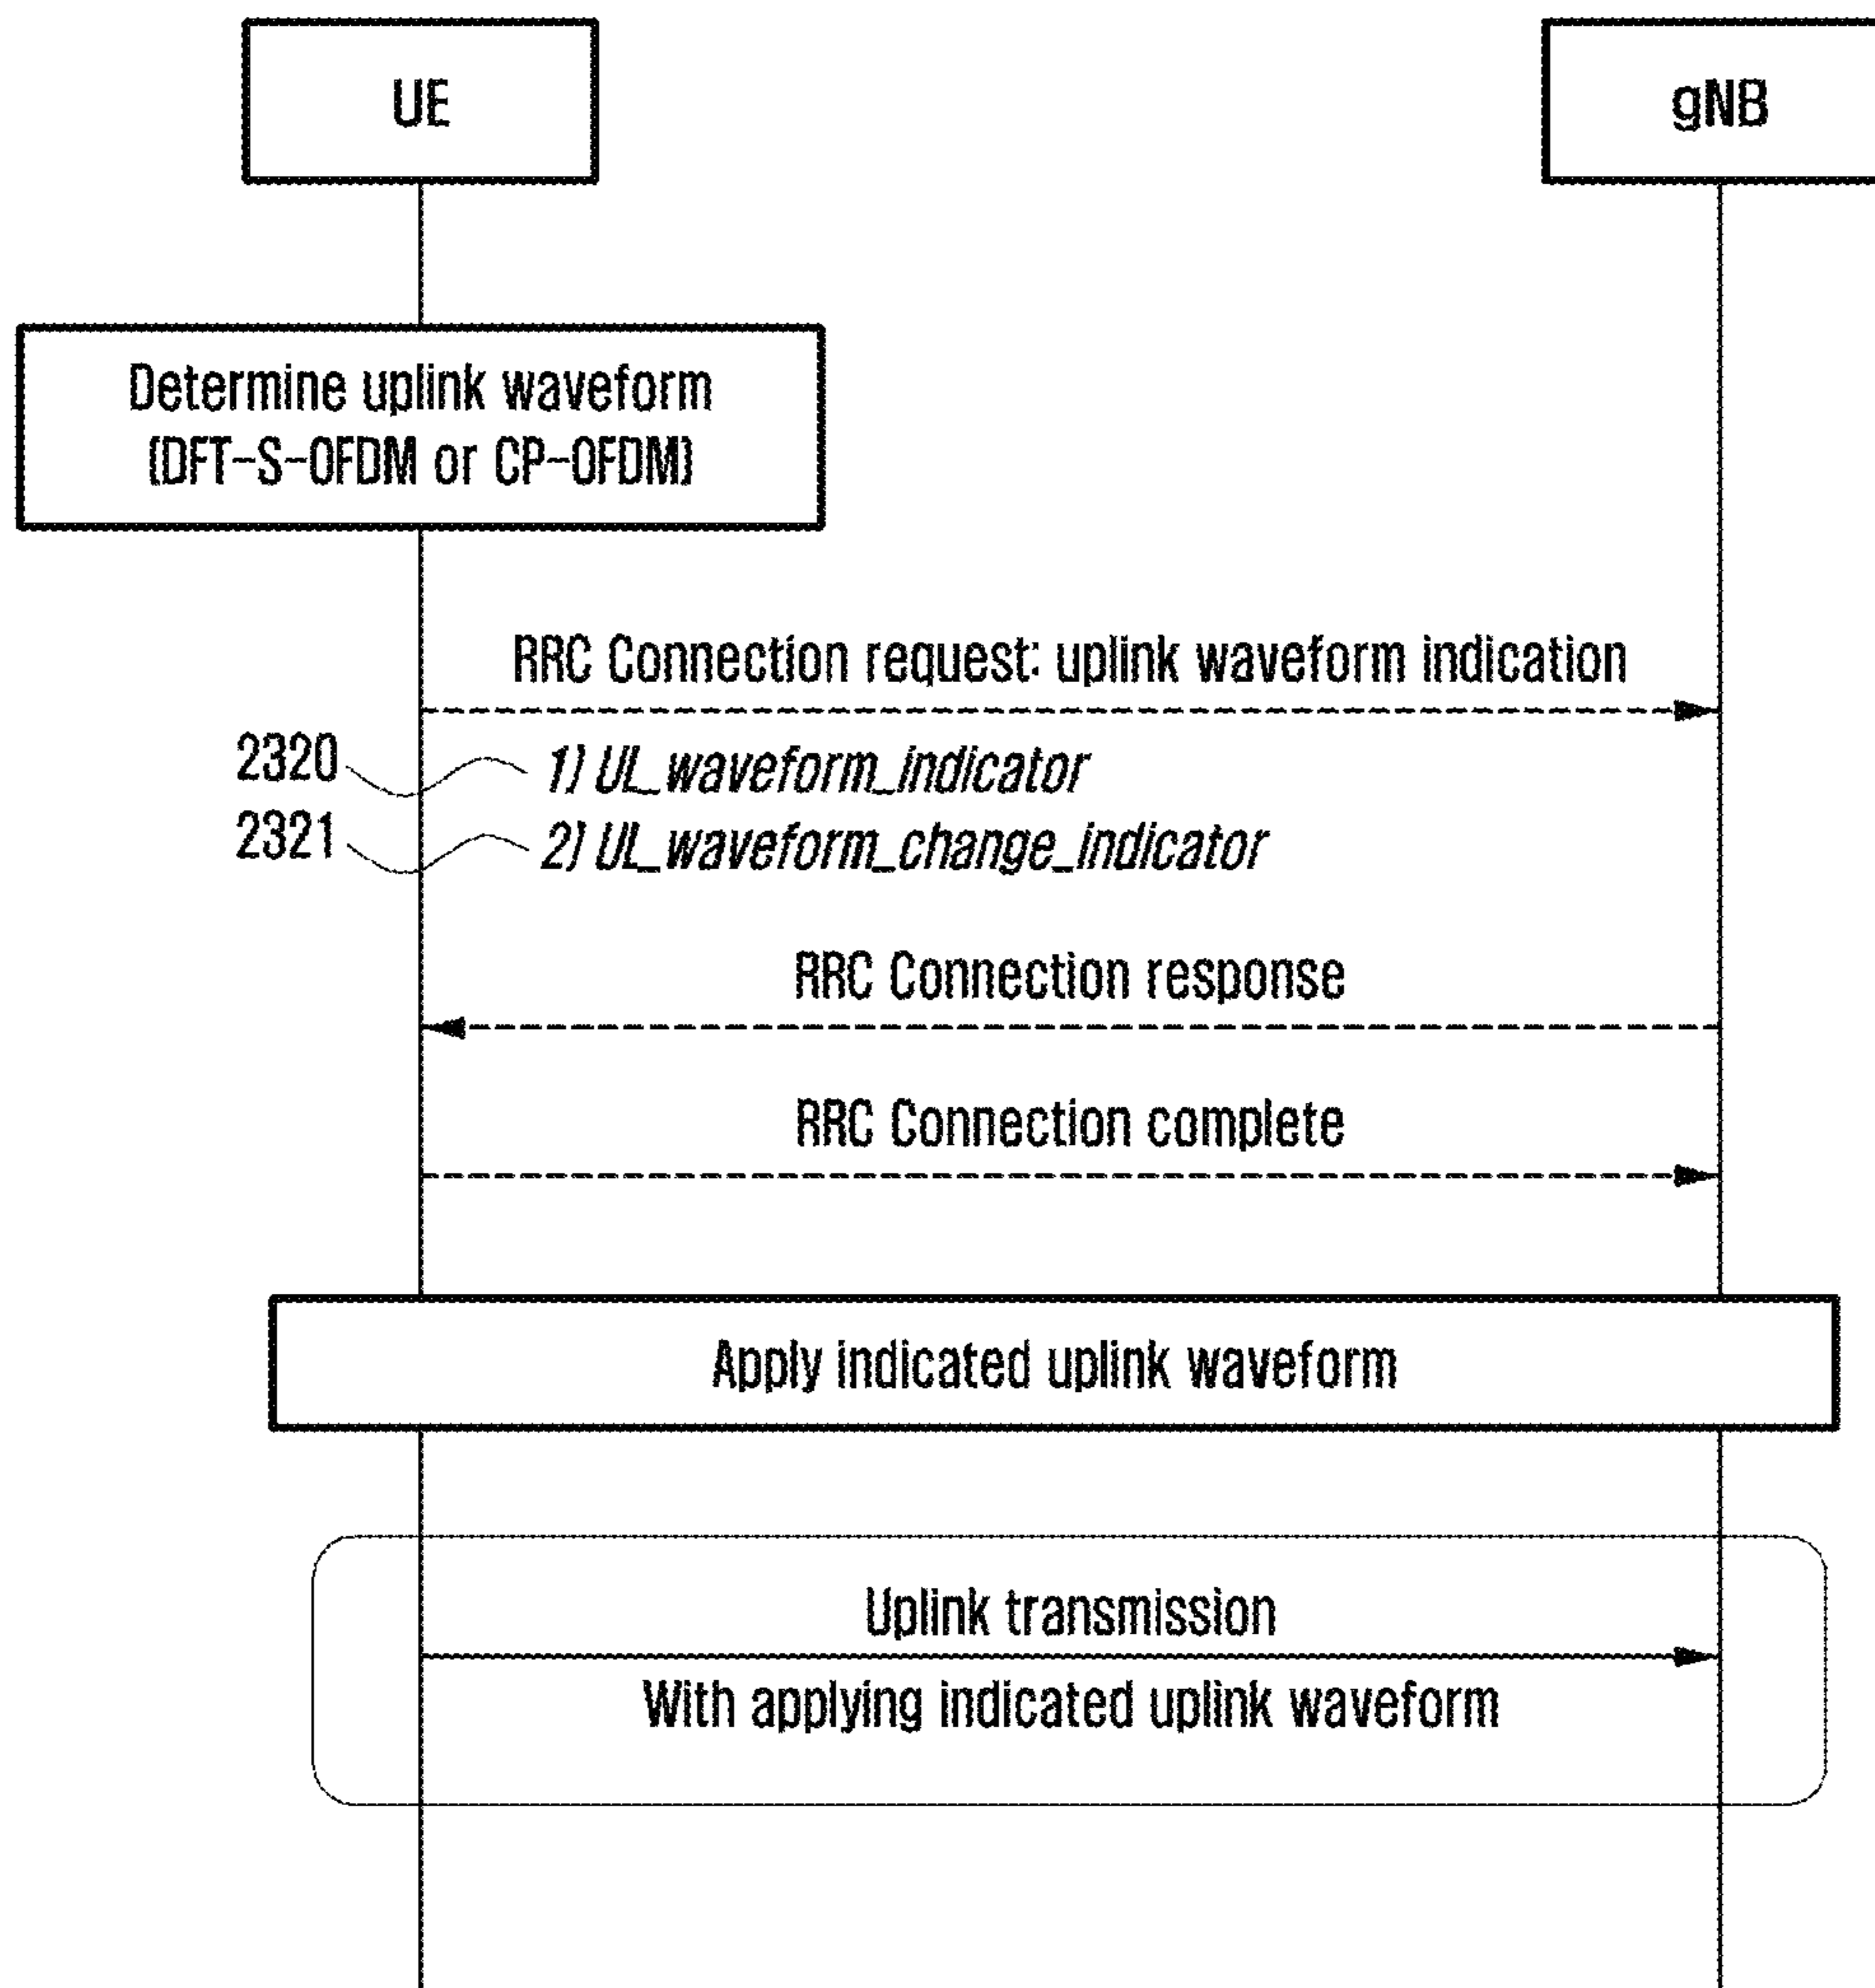 UE
gNB
Determine uplink waveform
(DFT-S-OFDM or CP-OFDM)
RRC Connection request: uplink waveform indication
2320
1) UL_waveform_indicator
2321
2) UL_waveform_change_indicator
RRC Connection response
RRC Connection complete
Apply indicated uplink waveform
Uplink transmission
With applying indicated uplink waveform